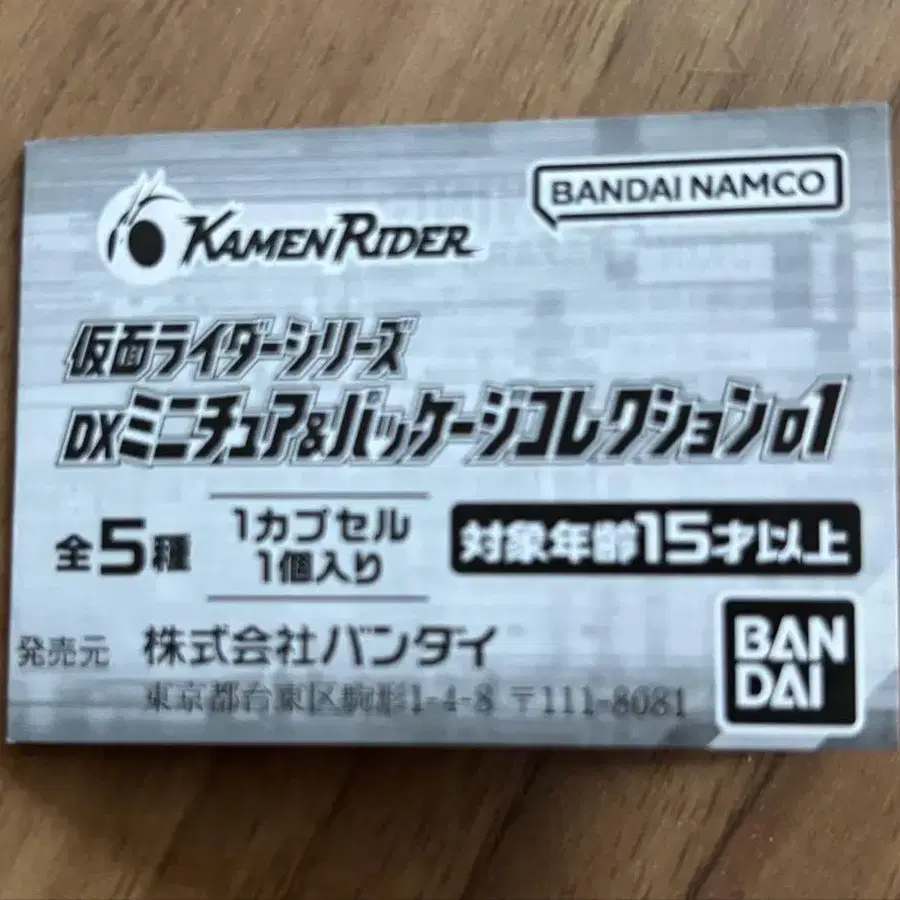 KAMEN RIDER
BANDAI NAMCO
仮面ライダーシリーズ
DXミニチュア&パッケージコレクション01
全5種
1カプセル
1個入り
対象年齢15才以上
発売元 株式会社バンダイ
東京都台東区駒形1-4-8 〒111-8081
BAN
DAI